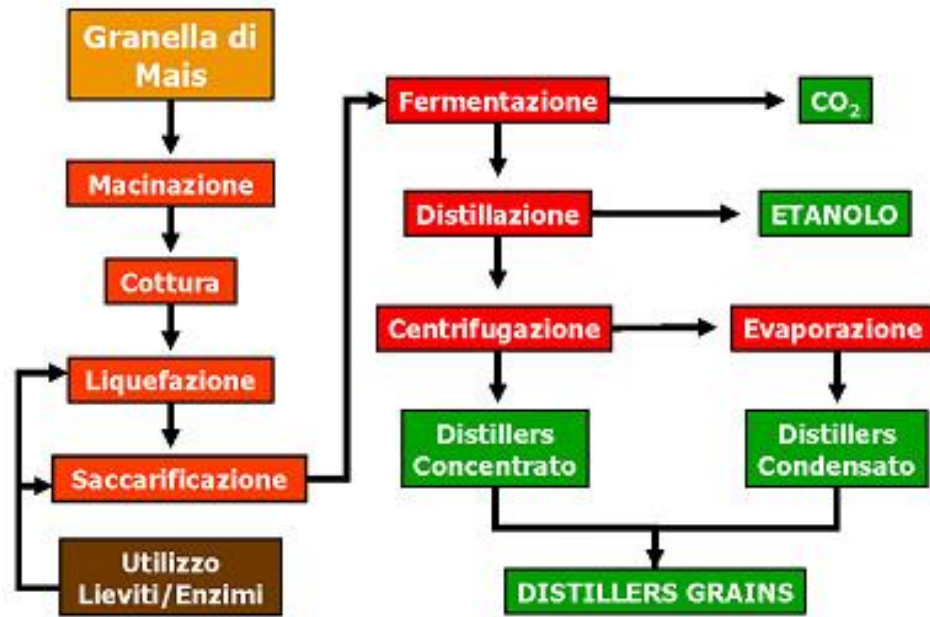 Granella di
Mais
Macinazione
Cottura
Liquefazione
Saccarificazione
Utilizzo
Lieviti/Enzimi
Fermentazione
CO₂
Distillazione
ETANOLO
Centrifugazione
Evaporazione
Distillers
Concentrato
Distillers
Condensato
DISTILLERS GRAINS